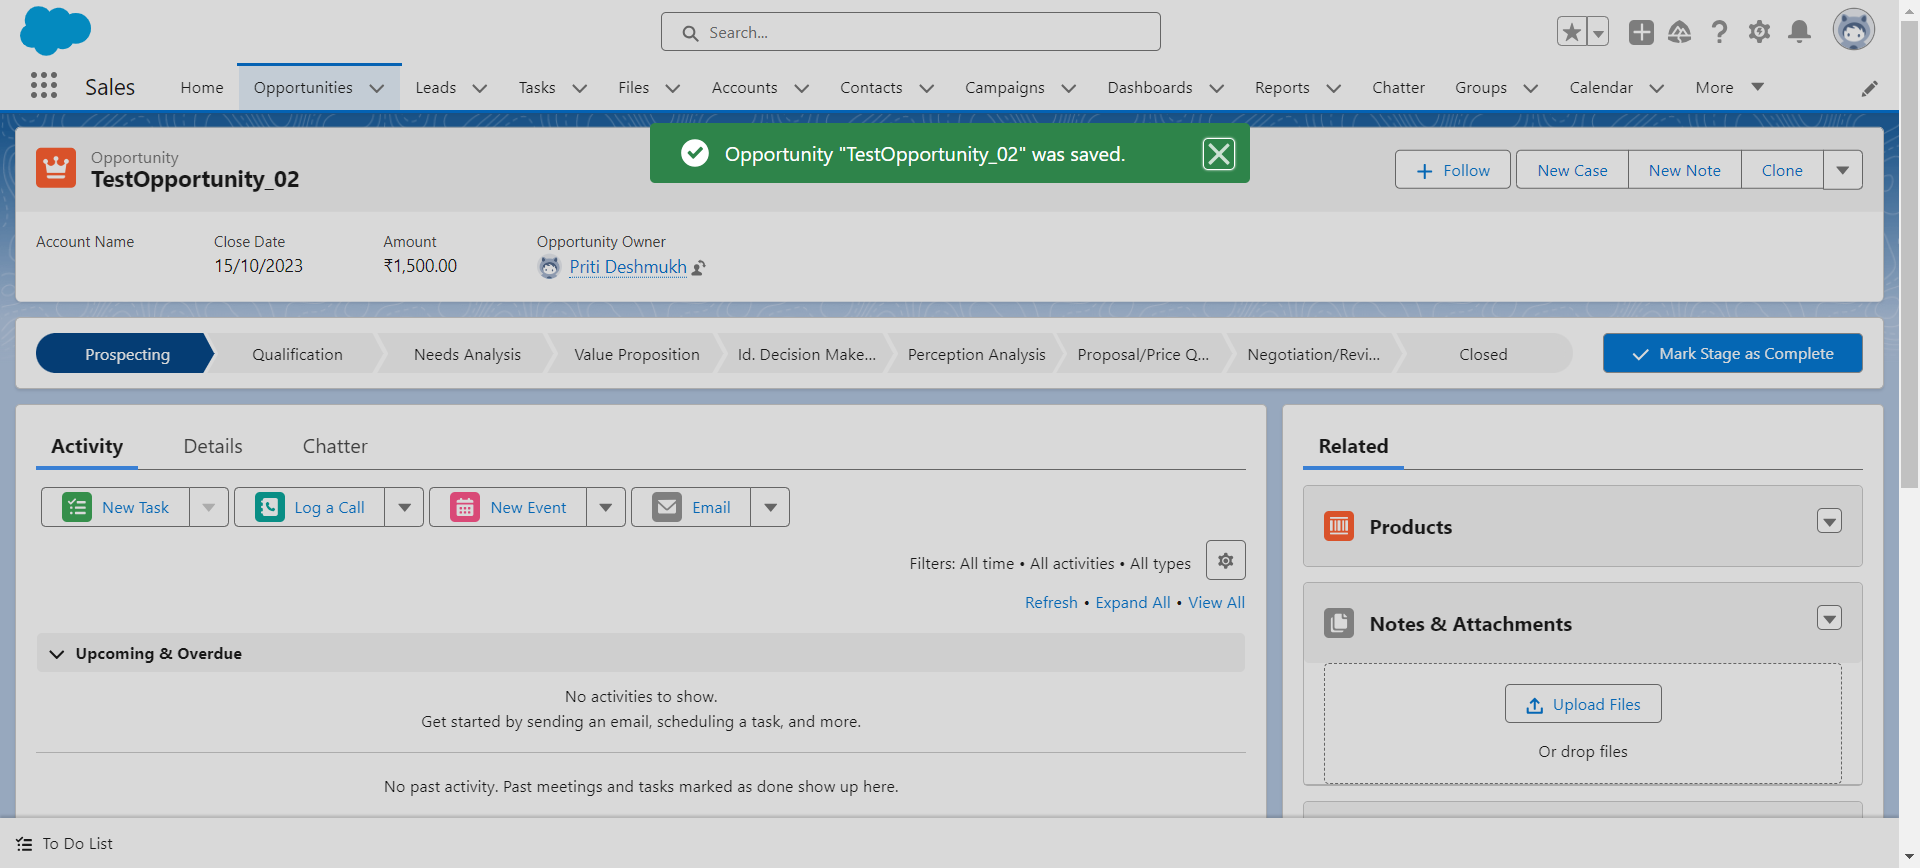 Search...
Sales
Home
Opportunities
Leads
Tasks
Files
Accounts
Contacts
Campaigns
Dashboards
Reports
Chatter
Groups
Calendar
More
Opportunity "TestOpportunity_02" was saved.
Opportunity
TestOpportunity_02
Follow
New Case
New Note
Clone
Account Name
Close Date
15/10/2023
Amount
₹1,500.00
Opportunity Owner
Priti Deshmukh
Prospecting
Qualification
Needs Analysis
Value Proposition
Id. Decision Make...
Perception Analysis
Proposal/Price Q...
Negotiation/Revi...
Closed
Mark Stage as Complete
Activity
Details
Chatter
New Task
Log a Call
New Event
Email
Filters: All time • All activities • All types
Refresh • Expand All • View All
Upcoming & Overdue
No activities to show.
Get started by sending an email, scheduling a task, and more.
No past activity. Past meetings and tasks marked as done show up here.
Related
Products
Notes & Attachments
Upload Files
Or drop files
To Do List